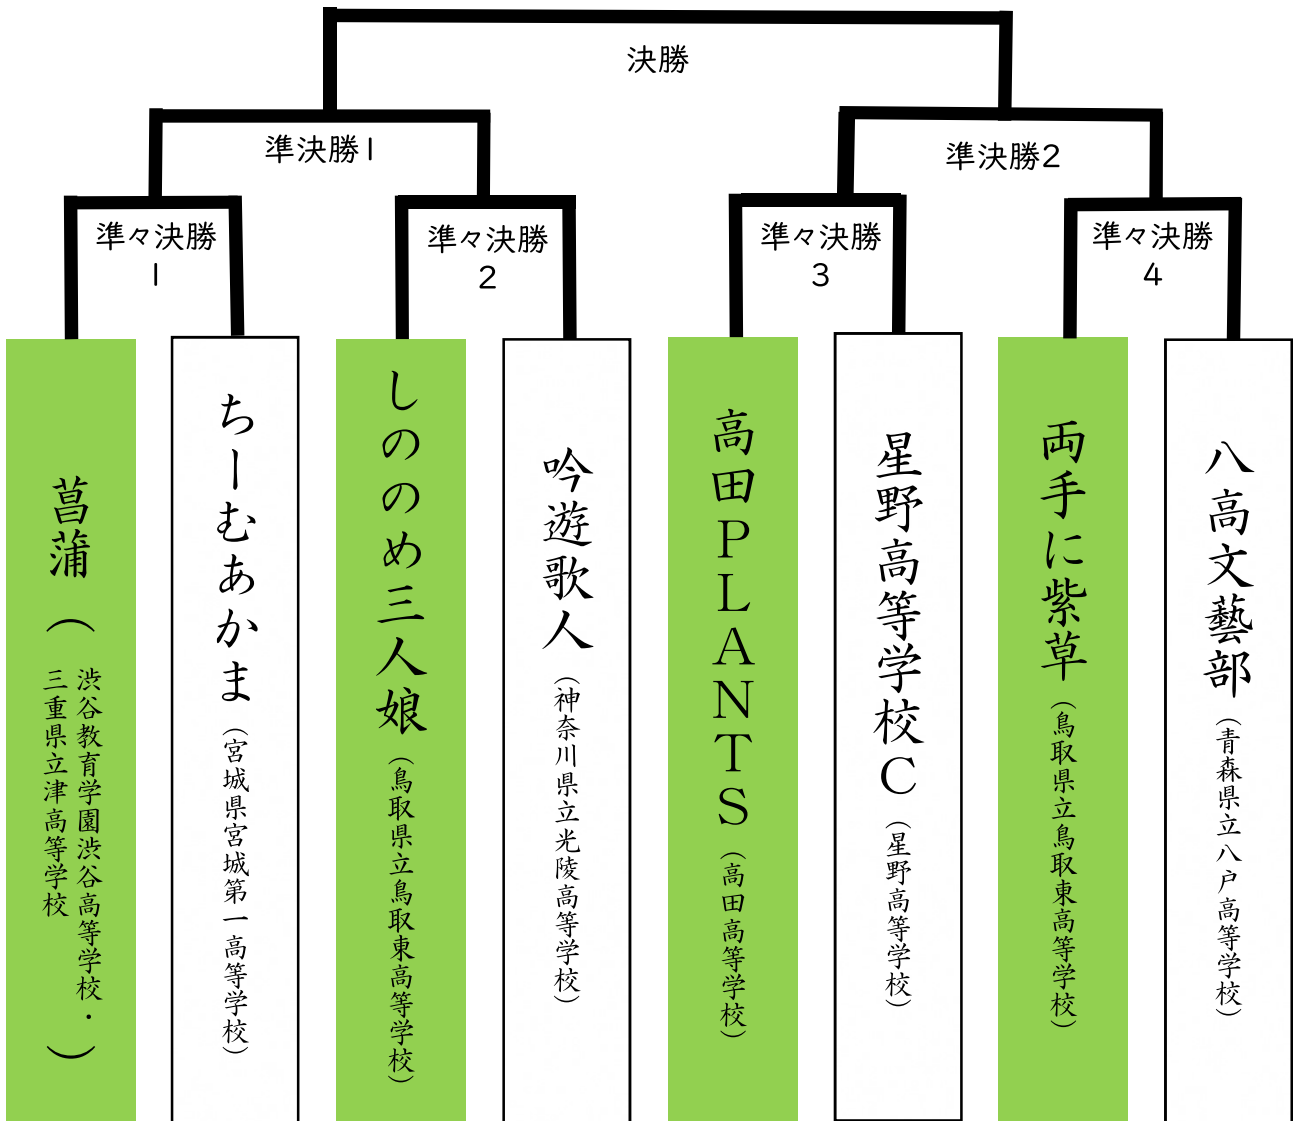 決勝
準決勝1
準決勝2
準々決勝
1
準々決勝
2
準々決勝
3
準々決勝
4
菖蒲（渋谷教育学園渋谷高等学校・
三重県立津高等学校）
ちーむあかま（宮城県宮城第一高等学校）
しののめ三人娘（鳥取県立鳥取東高等学校）
吟遊歌人（神奈川県立光陵高等学校）
高田PLANTS（高田高等学校）
星野高等学校C（星野高等学校）
両手に紫草（鳥取県立鳥取東高等学校）
八高文藝部（青森県立八戸高等学校）